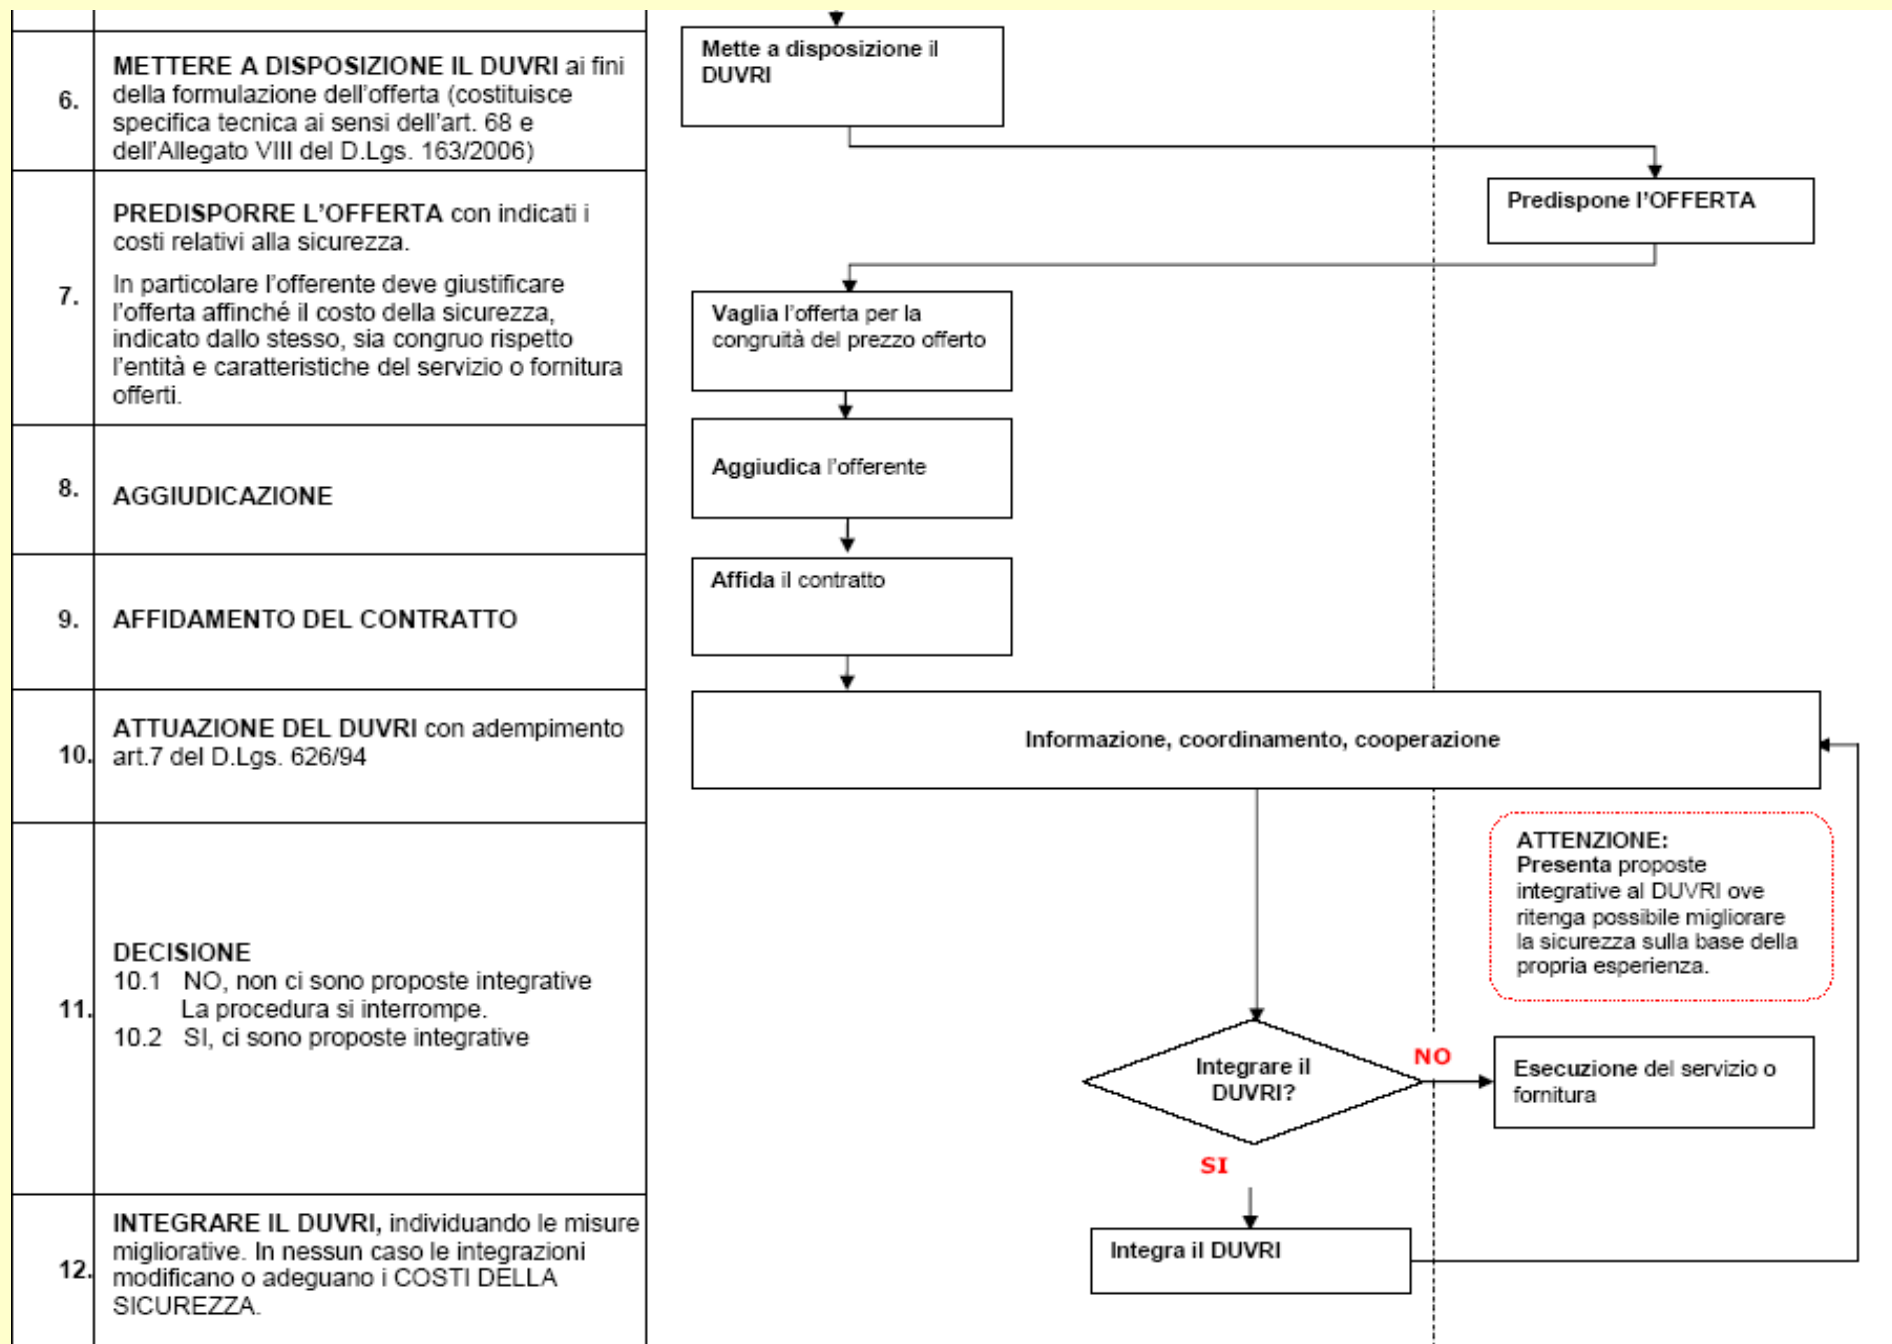 6.
METTERE A DISPOSIZIONE IL DUVRI ai fini
della formulazione dell'offerta (costituisce
specifica tecnica ai sensi dell'art. 68 e
dell'Allegato VIII del D.Lgs. 163/2006)
Mette a disposizione il
DUVRI
7.
PREDISPORRE L'OFFERTA con indicati i
costi relativi alla sicurezza.
In particolare l'offerente deve giustificare
l'offerta affinché il costo della sicurezza,
indicato dallo stesso, sia congruo rispetto
l'entità e caratteristiche del servizio o fornitura
offerti.
Predispone l'OFFERTA
Vaglia l'offerta per la
congruità del prezzo offerto
8.
AGGIUDICAZIONE
Aggiudica l'offerente
9.
AFFIDAMENTO DEL CONTRATTO
Affida il contratto
10.
ATTUAZIONE DEL DUVRI con adempimento
art.7 del D.Lgs. 626/94
Informazione, coordinamento, cooperazione
ATTENZIONE:
Presenta proposte
integrative al DUVRI ove
ritenga possibile migliorare
la sicurezza sulla base della
propria esperienza.
11.
DECISIONE
10.1 NO, non ci sono proposte integrative
La procedura si interrompe.
10.2 SI, ci sono proposte integrative
Integrare il
DUVRI?
NO
Esecuzione del servizio o
fornitura
SI
12.
INTEGRARE IL DUVRI, individuando le misure
migliorative. In nessun caso le integrazioni
modificano o adeguano i COSTI DELLA
SICUREZZA.
Integra il DUVRI